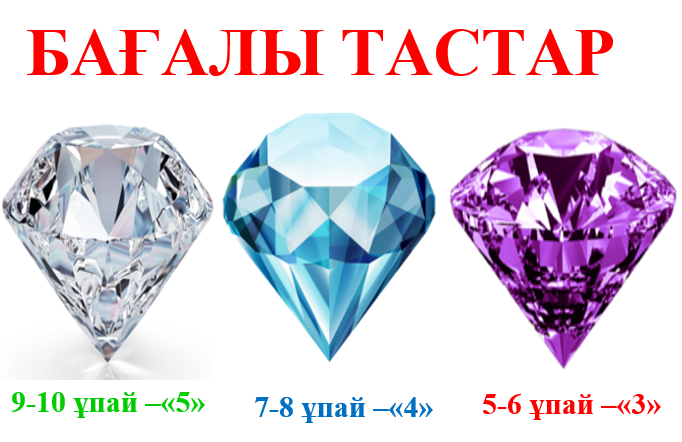 БАҒАЛЫ ТАСТАР
9-10 ұпай –«5»
7-8 ұпай –«4»
5-6 ұпай –«3»